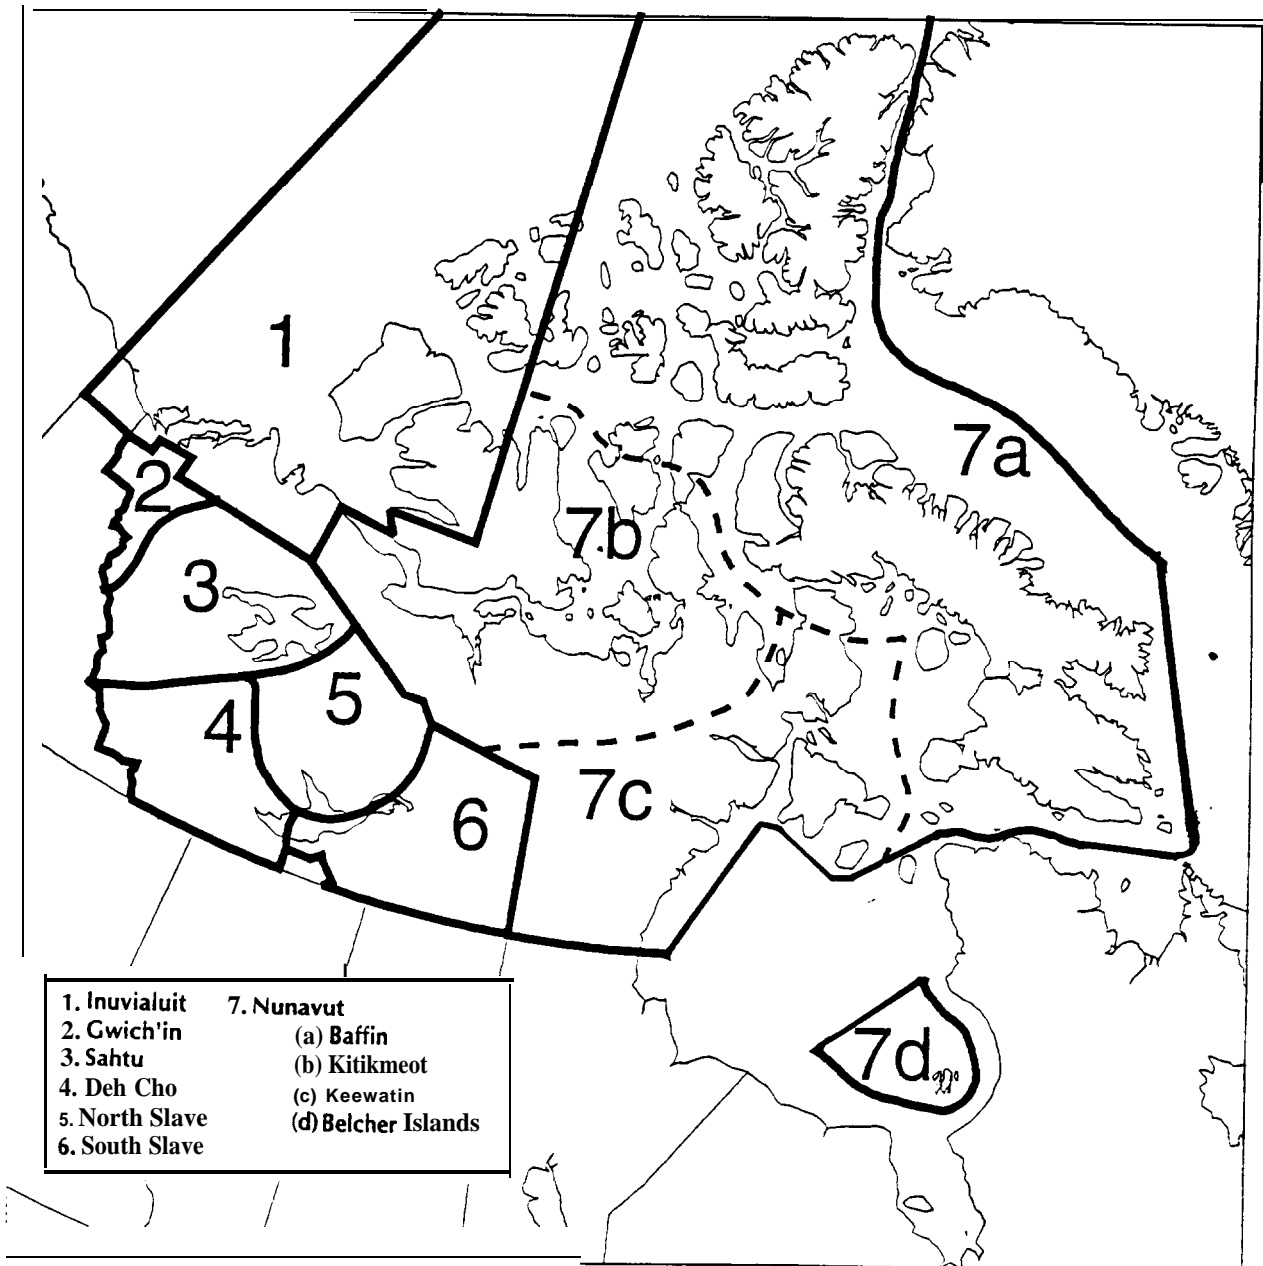 1
2
7a
7b
3
5
4
7c
6
7d
1. Inuvialuit
2. Gwich'in
3. Sahtu
4. Deh Cho
5. North Slave
6. South Slave
7. Nunavut
(a) Baffin
(b) Kitikmeot
(c) Keewatin
(d) Belcher Islands